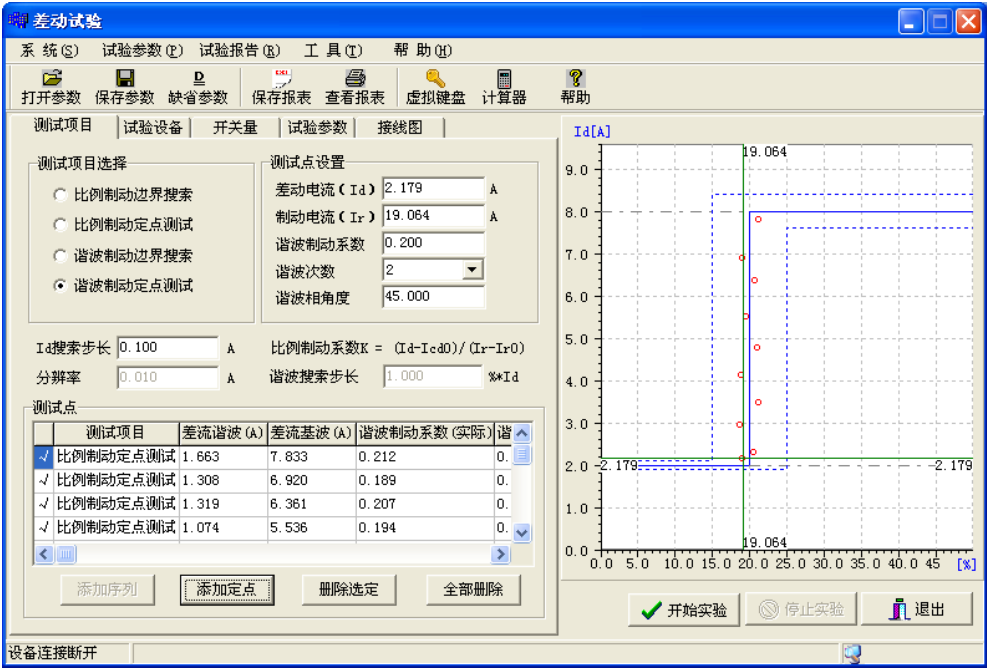 差动试验
系 统(S) 试验参数(P) 试验报告(R) 工 具(T) 帮 助(H)
打开参数 保存参数 缺省参数 保存报表 查看报表 虚拟键盘 计算器 帮助
测试项目 试验设备 开关量 试验参数 接线图
测试项目选择
比例制动边界搜索
比例制动定点测试
谐波制动边界搜索
谐波制动定点测试
测试点设置
差动电流(Id) 2.179 A
制动电流(Ir) 19.064 A
谐波制动系数 0.200
谐波次数 2
谐波相角度 45.000
Id搜索步长 0.100 A 比例制动系数K = (Id-Icd0)/(Ir-Ir0)
分辨率 0.010 A 谐波搜索步长 1.000 %*Id
测试点
测试项目 差流谐波(A) 差流基波(A) 谐波制动系数(实际) 谐
√ 比例制动定点测试 1.663 7.833 0.212 0.
√ 比例制动定点测试 1.308 6.920 0.189 0.
√ 比例制动定点测试 1.319 6.361 0.207 0.
√ 比例制动定点测试 1.074 5.536 0.194 0.
添加序列 添加定点 删除选定 全部删除
Id[A]
19.064
9.0
8.0
7.0
6.0
5.0
4.0
3.0
2.0 2.179 2.179
1.0
19.064
0.0
0.0 5.0 10.0 15.0 20.0 25.0 30.0 35.0 40.0 45 [%]
开始实验 停止实验 退出
设备连接断开